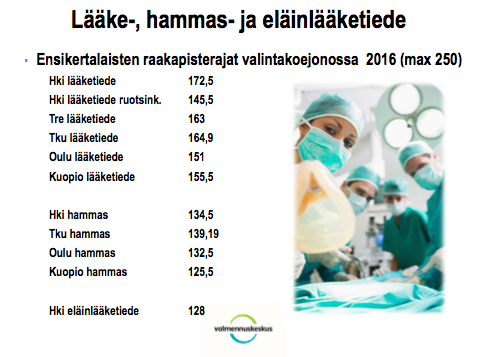 Lääke-, hammas- ja eläinlääketiede
• Ensikertalaisten raakapisterajat valintakoejonossa 2016 (max 250)
Hki lääketiede 172,5
Hki lääketiede ruotsink. 145,5
Tre lääketiede 163
Tku lääketiede 164,9
Oulu lääketiede 151
Kuopio lääketiede 155,5
Hki hammas 134,5
Tku hammas 139,19
Oulu hammas 132,5
Kuopio hammas 125,5
Hki eläinlääketiede 128
valmennuskeskus